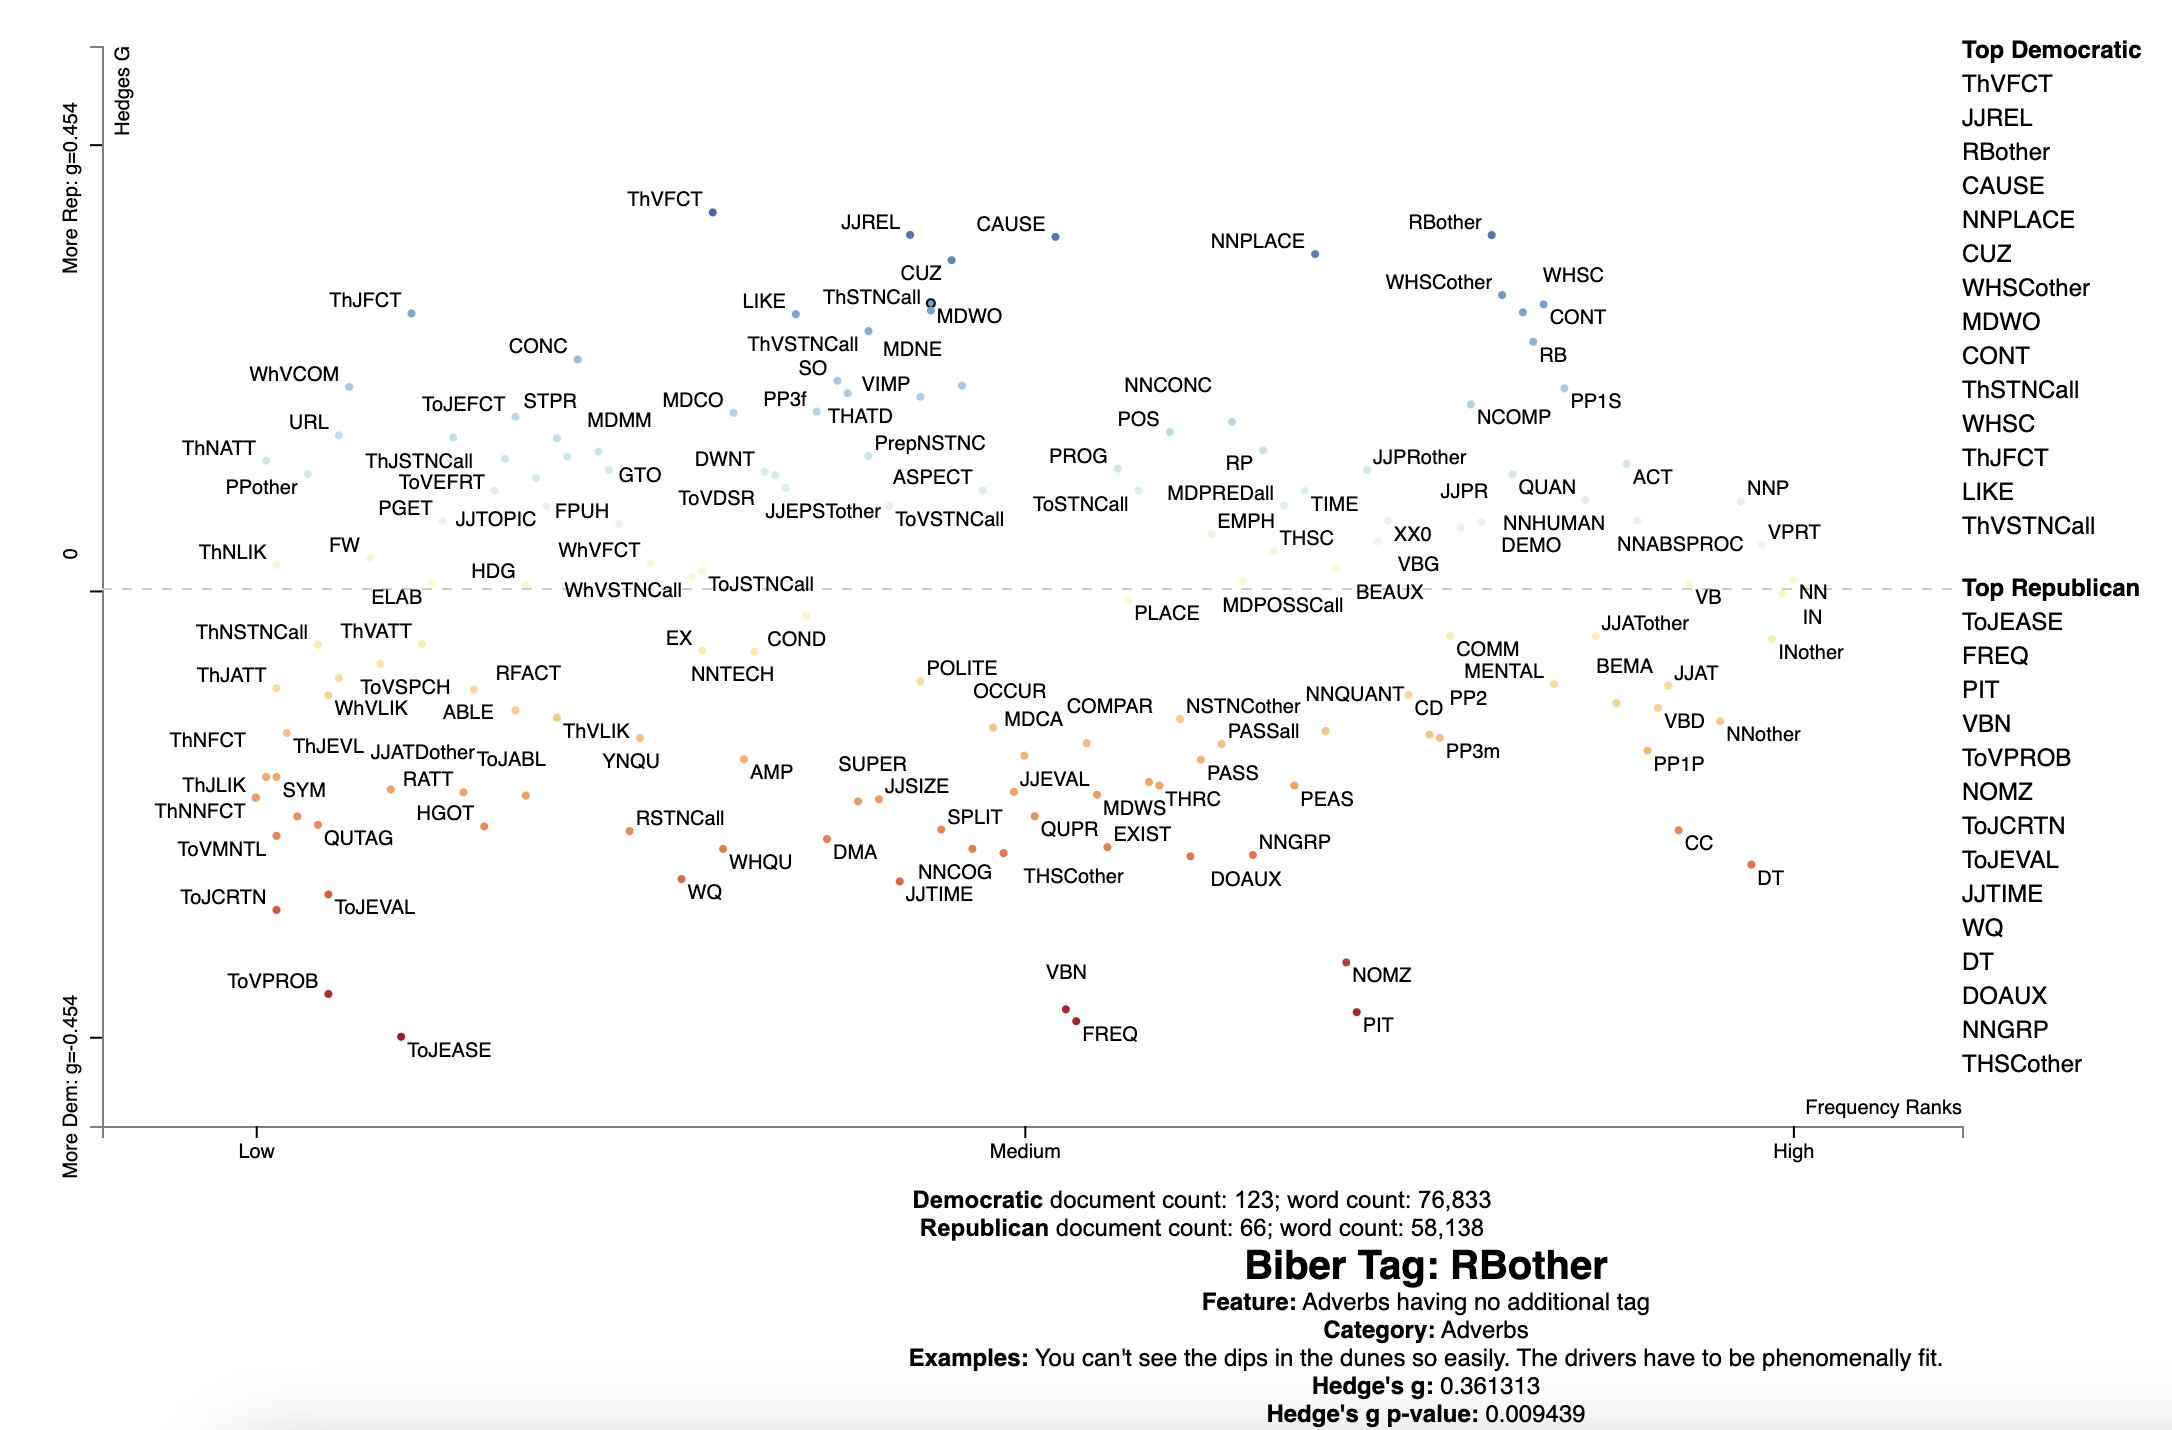 Hedges G
More Rep: g=0.454
0
More Dem: g=-0.454
ThVFCT
JJREL
CAUSE
RBother
NNPLACE
CUZ
WHSC
WHSCother
ThSTNCall
ThJFCT
LIKE
MDWO
CONT
ThVSTNCall
MDNE
CONC
RB
SO
WhVCOM
VIMP
NNCONC
ToJEFCT
STPR
MDCO
PP3f
PP1S
URL
MDMM
THATD
POS
NCOMP
ThNATT
PrepNSTNC
ThJSTNCall
DWNT
PROG
RP
JJPRother
PPother
ToVEFRT
GTO
ASPECT
ACT
ToVDSR
MDPREDall
JJPR
QUAN
NNP
PGET
JJTOPIC
FPUH
JJEPSTother
ToVSTNCall
ToSTNCall
TIME
EMPH
NNHUMAN
ThNLIK
FW
WhVFCT
THSC
XX0
DEMO
NNABSPROC
VPRT
HDG
VBG
ELAB
WhVSTNCall
ToJSTNCall
BEAUX
VB
NN
PLACE
MDPOSSCall
IN
ThNSTNCall
ThVATT
EX
COND
JJATother
COMM
INother
ThJATT
RFACT
NNTECH
POLITE
MENTAL
BEMA
JJAT
ToVSPCH
OCCUR
NNQUANT
PP2
WhVLIK
ABLE
MDCA
COMPAR
NSTNCother
CD
VBD
ThNFCT
ThJEVL
ThVLIK
PASSall
NNother
JJATDother
ToJABL
YNQU
PP3m
PP1P
ThJLIK
SYM
RATT
AMP
SUPER
JJSIZE
JJEVAL
PASS
ThNNFCT
HGOT
RSTNCall
SPLIT
MDWS
THRC
PEAS
ToVMNTL
QUTAG
QUPR
EXIST
NNGRP
CC
WHQU
DMA
NNCOG
THSCother
DOAUX
DT
ToJCRTN
ToJEVAL
WQ
JJTIME
ToVPROB
VBN
NOMZ
FREQ
PIT
ToJEASE
Frequency Ranks
Low
Medium
High
Top Democratic
ThVFCT
JJREL
RBother
CAUSE
NNPLACE
CUZ
WHSCother
MDWO
CONT
ThSTNCall
WHSC
ThJFCT
LIKE
ThVSTNCall
Top Republican
ToJEASE
FREQ
PIT
VBN
ToVPROB
NOMZ
ToJCRTN
ToJEVAL
JJTIME
WQ
DT
DOAUX
NNGRP
THSCother
Democratic document count: 123; word count: 76,833
Republican document count: 66; word count: 58,138
Biber Tag: RBother
Feature: Adverbs having no additional tag
Category: Adverbs
Examples: You can't see the dips in the dunes so easily. The drivers have to be phenomenally fit.
Hedge's g: 0.361313
Hedge's g p-value: 0.009439